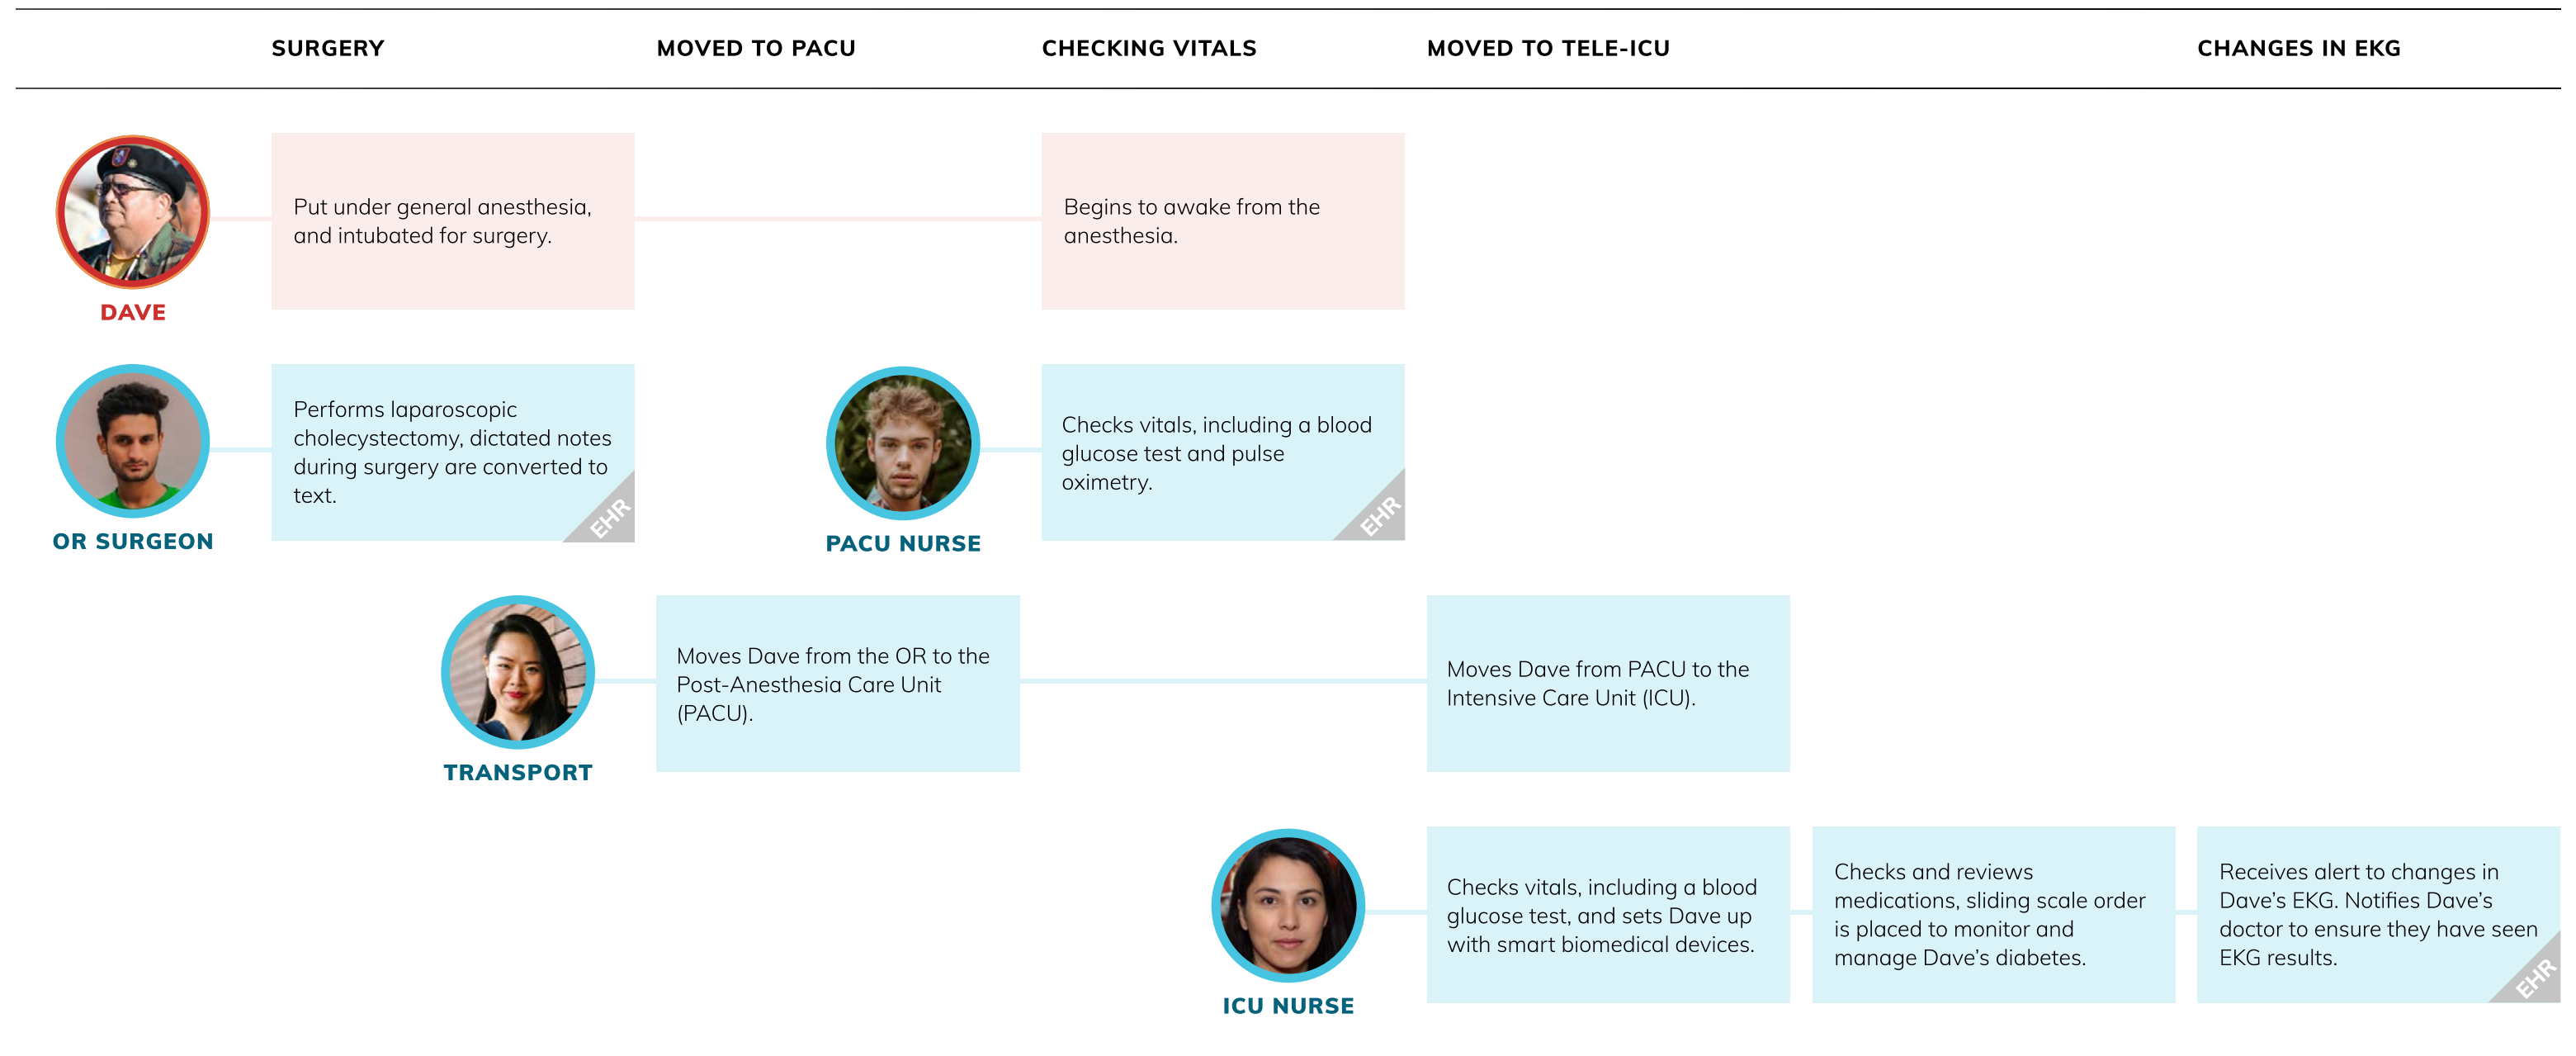 SURGERY
MOVED TO PACU
CHECKING VITALS
MOVED TO TELE-ICU
CHANGES IN EKG
Put under general anesthesia,
and intubated for surgery.
Begins to awake from the
anesthesia.
DAVE
Performs laparoscopic
cholecystectomy, dictated notes
during surgery are converted to
text.
EHR
OR SURGEON
Checks vitals, including a blood
glucose test and pulse
oximetry.
EHR
PACU NURSE
Moves Dave from the OR to the
Post-Anesthesia Care Unit
(PACU).
Moves Dave from PACU to the
Intensive Care Unit (ICU).
TRANSPORT
Checks vitals, including a blood
glucose test, and sets Dave up
with smart biomedical devices.
Checks and reviews
medications, sliding scale order
is placed to monitor and
manage Dave’s diabetes.
Receives alert to changes in
Dave’s EKG. Notifies Dave’s
doctor to ensure they have seen
EKG results.
EHR
ICU NURSE